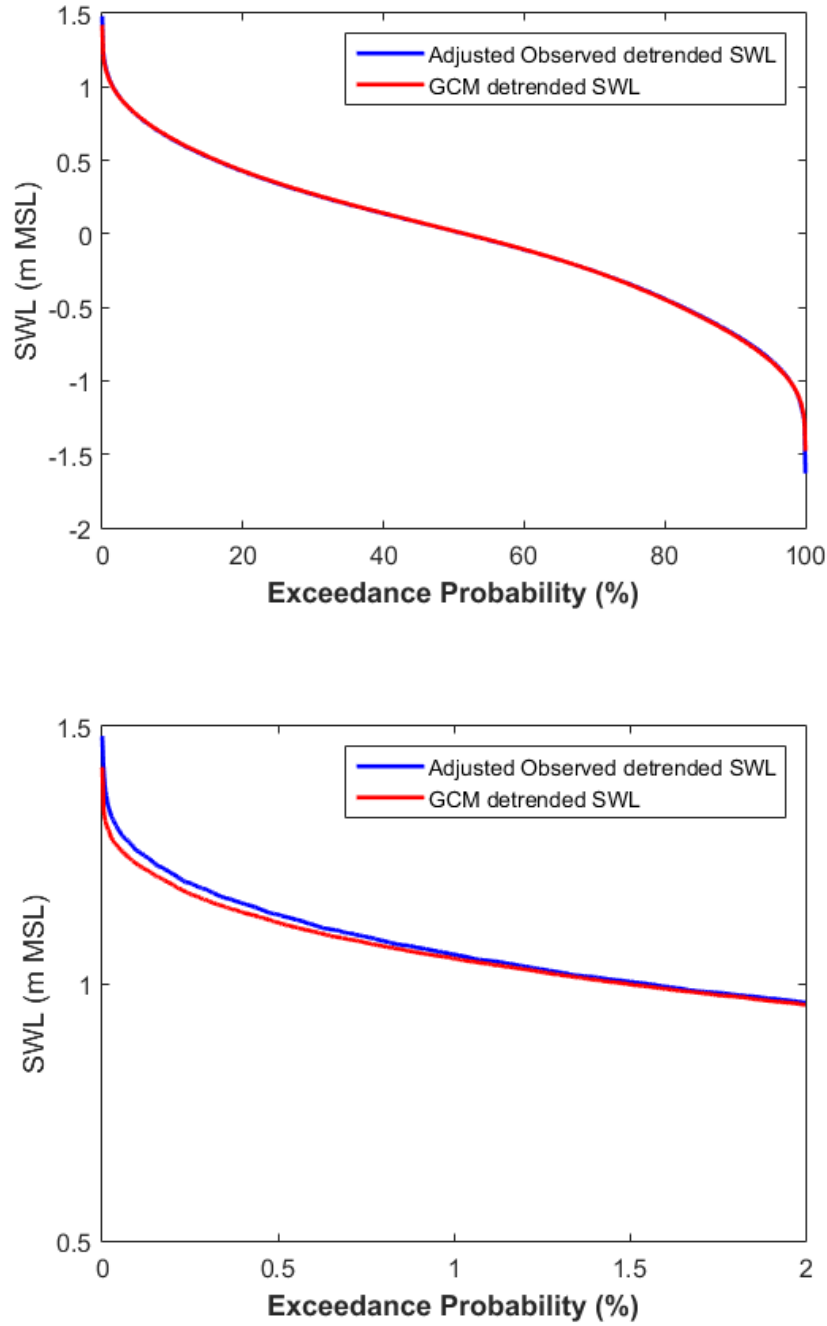 1.5
1
0.5
0
-0.5
-1
-1.5
-2
SWL (m MSL)
Adjusted Observed detrended SWL
GCM detrended SWL
0 20 40 60 80 100
Exceedance Probability (%)
1.5
1
0.5
SWL (m MSL)
Adjusted Observed detrended SWL
GCM detrended SWL
0 0.5 1 1.5 2
Exceedance Probability (%)